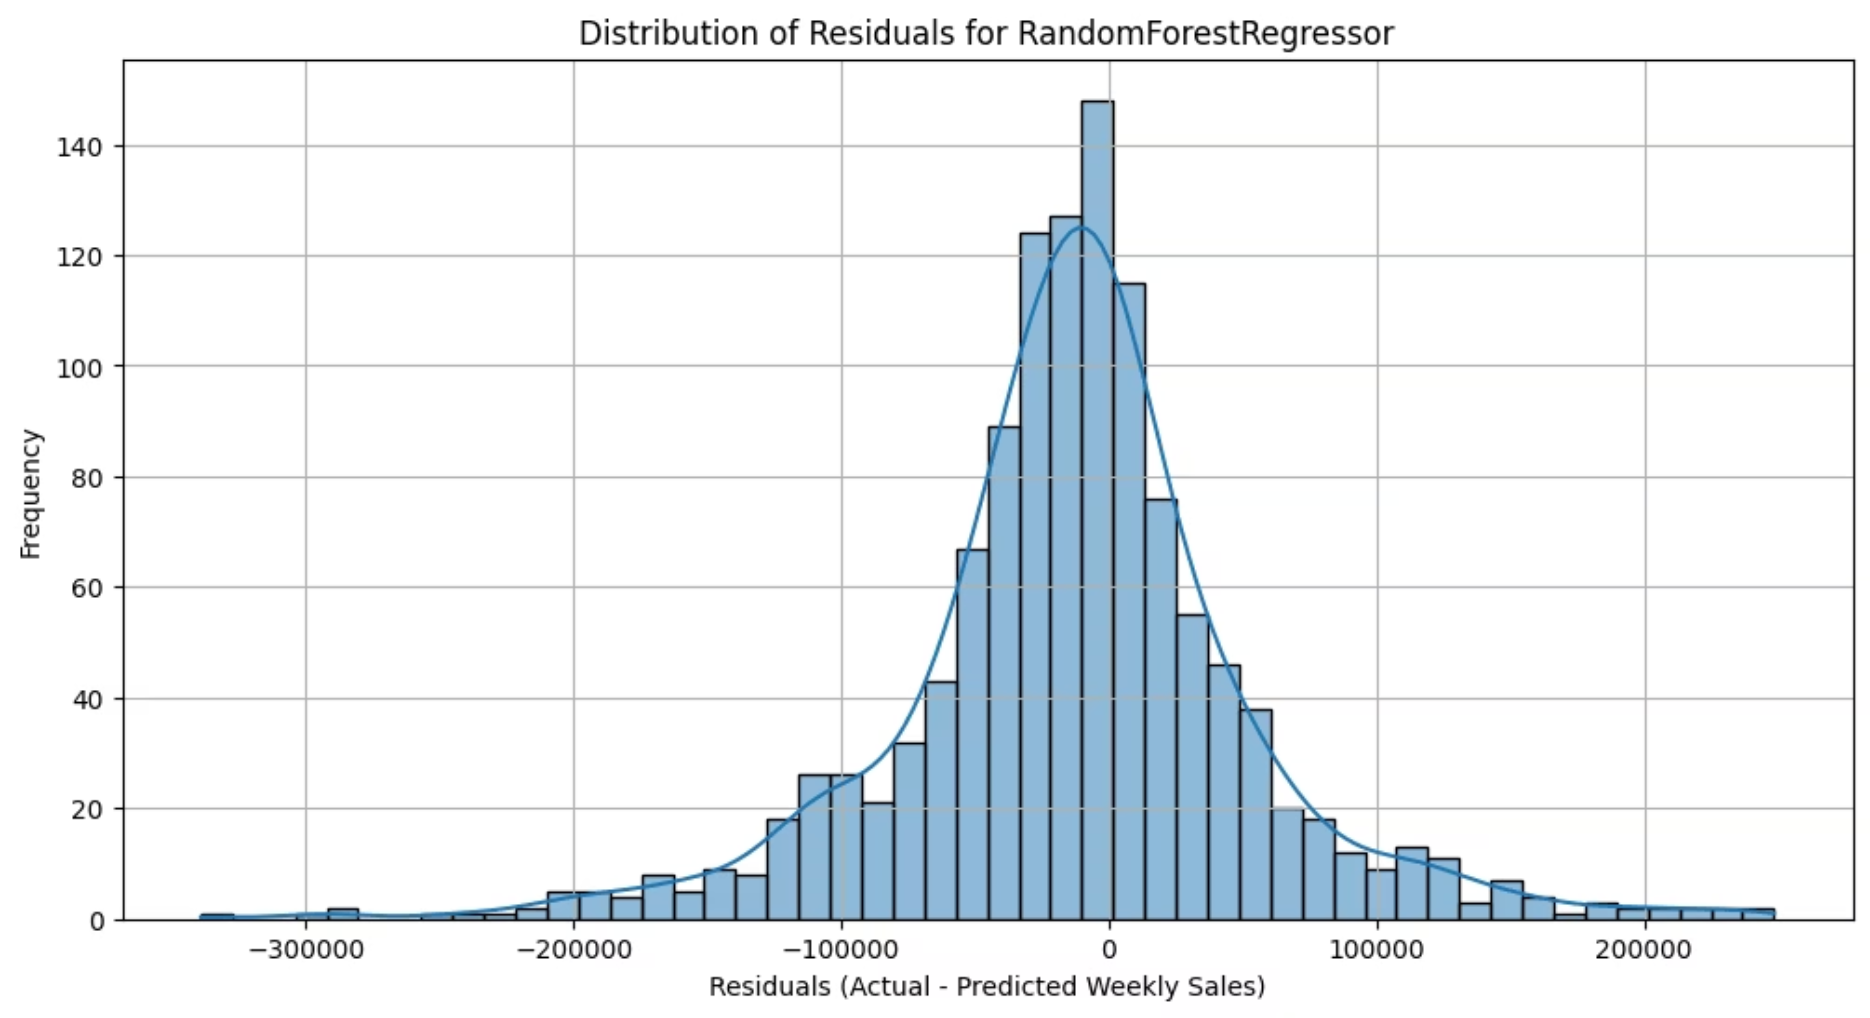 Distribution of Residuals for RandomForestRegressor
140
120
100
80
60
40
20
0
Frequency
−300000 −200000 −100000 0 100000 200000
Residuals (Actual - Predicted Weekly Sales)